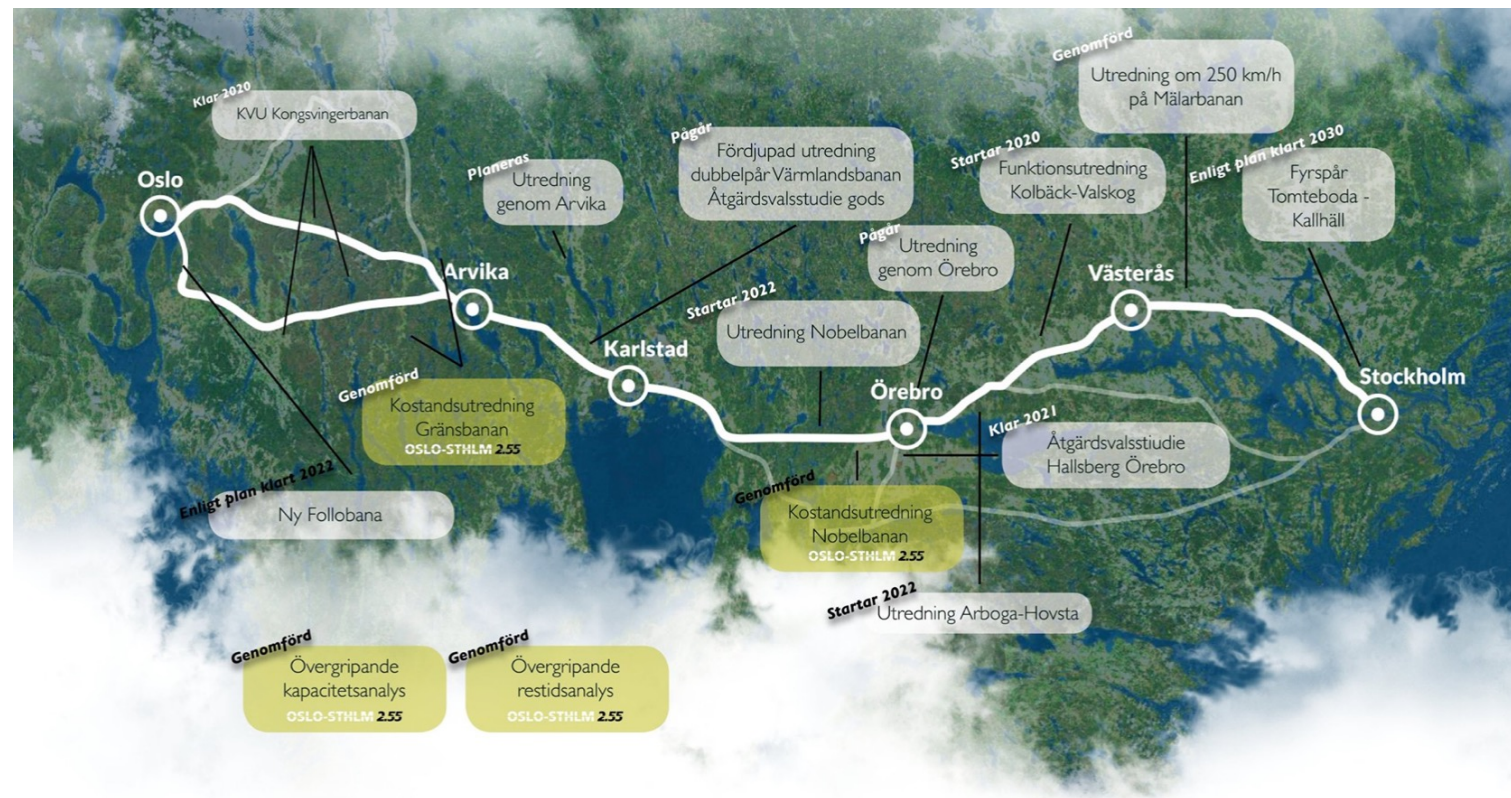 Genomförd
Utredning om 250 km/h
på Mälarbanan
Klar 2020
KVU Kongsvingerbanan
Pågår
Fördjupad utredning
dubbelpår Värmlandsbanan
Åtgärdsvalsstudie gods
Planeras
Utredning
genom Arvika
Startar 2020
Funktionsutredning
Kolbäck-Valskog
Enligt plan klart 2030
Fyrspår
Tomteboda -
Kallhäll
Oslo
Pågår
Utredning
genom Örebro
Arvika
Västerås
Startar 2022
Utredning Nobelbanan
Karlstad
Örebro
Stockholm
Genomförd
Kostandsutredning
Gränsbanan
OSLO-STHLM 2.55
Klar 2021
Åtgärdsvalsstiudie
Hallsberg Örebro
Enligt plan klart 2022
Ny Follobana
Genomförd
Kostandsutredning
Nobelbanan
OSLO-STHLM 2.55
Startar 2022
Utredning Arboga-Hovsta
Genomförd
Övergripande
kapacitetsanalys
OSLO-STHLM 2.55
Genomförd
Övergripande
restidsanalys
OSLO-STHLM 2.55